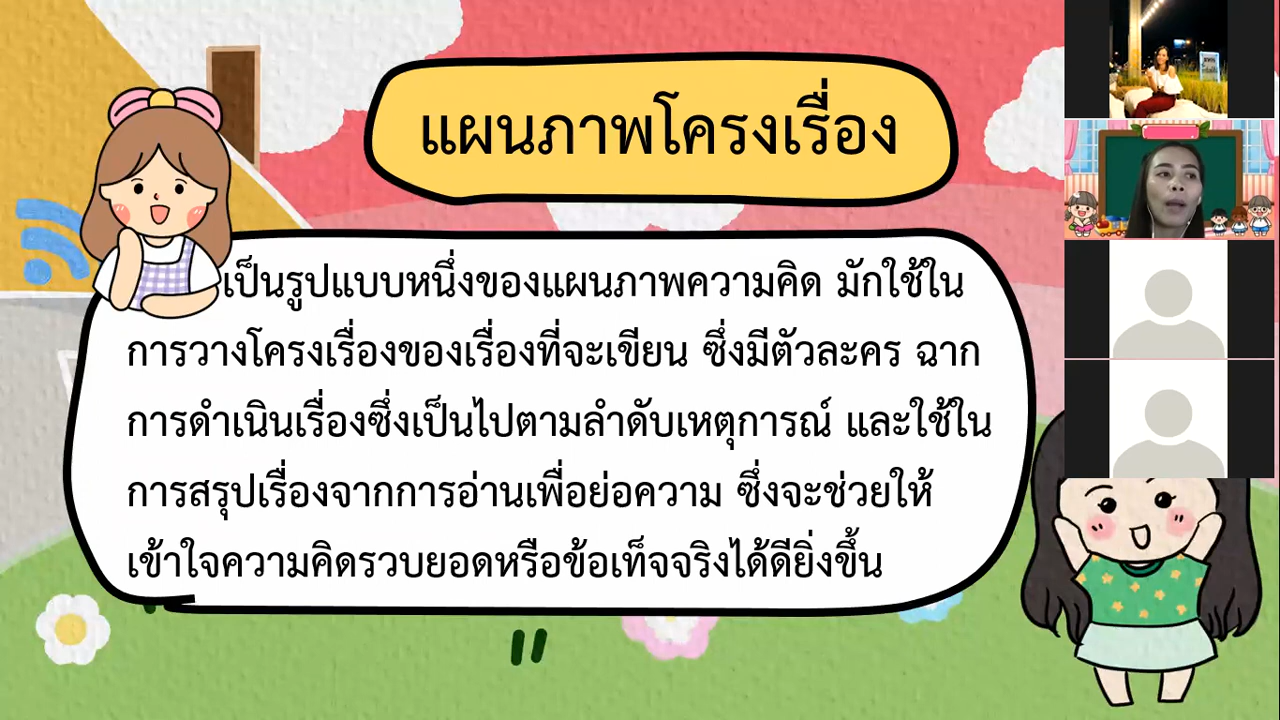 แผนภาพโครงเรื่อง
เป็นรูปแบบหนึ่งของแผนภาพความคิด มักใช้ใน
การวางโครงเรื่องของเรื่องที่จะเขียน ซึ่งมีตัวละคร ฉาก
การดำเนินเรื่องซึ่งเป็นไปตามลำดับเหตุการณ์ และใช้ใน
การสรุปเรื่องจากการอ่านเพื่อย่อความ ซึ่งจะช่วยให้
เข้าใจความคิดรวบยอดหรือข้อเท็จจริงได้ดียิ่งขึ้น